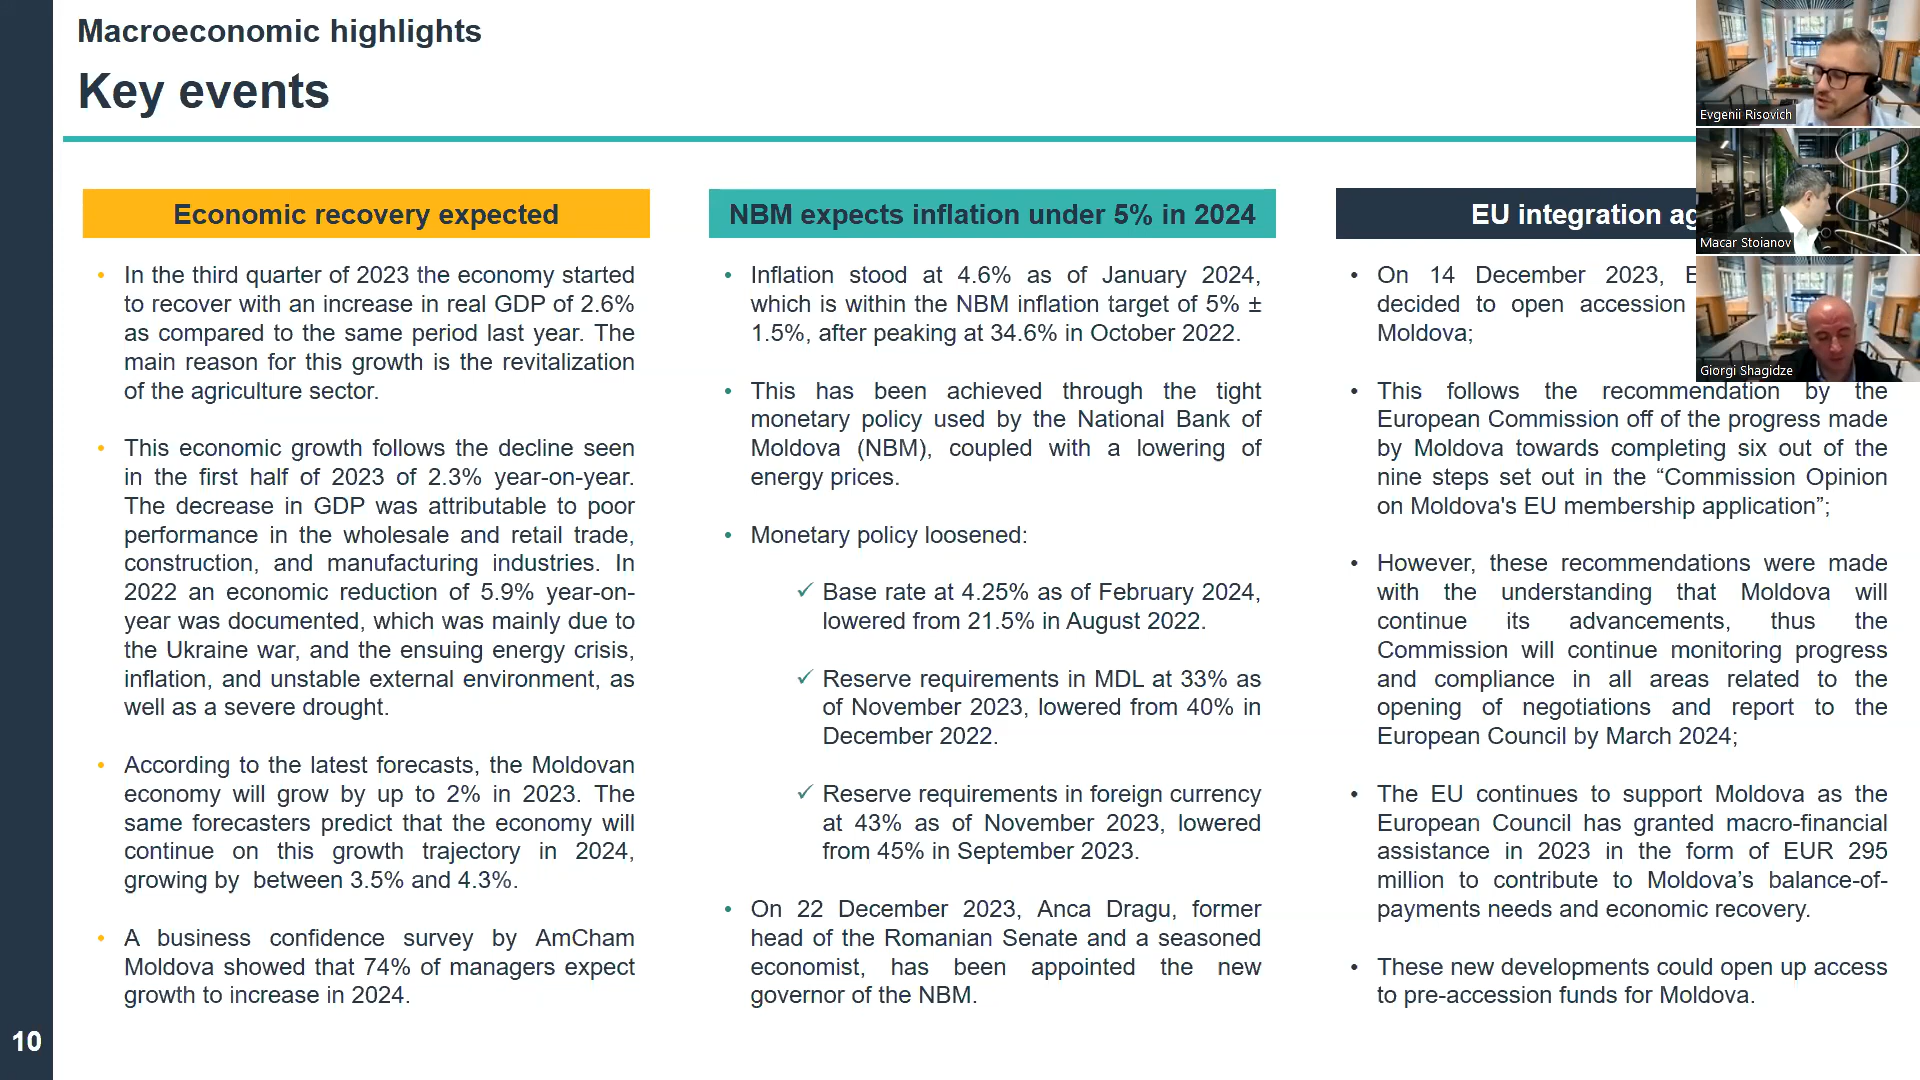 Macroeconomic highlights
Key events
Economic recovery expected
• In the third quarter of 2023 the economy started
to recover with an increase in real GDP of 2.6%
as compared to the same period last year. The
main reason for this growth is the revitalization
of the agriculture sector.
• This economic growth follows the decline seen
in the first half of 2023 of 2.3% year-on-year.
The decrease in GDP was attributable to poor
performance in the wholesale and retail trade,
construction, and manufacturing industries. In
2022 an economic reduction of 5.9% year-on-
year was documented, which was mainly due to
the Ukraine war, and the ensuing energy crisis,
inflation, and unstable external environment, as
well as a severe drought.
• According to the latest forecasts, the Moldovan
economy will grow by up to 2% in 2023. The
same forecasters predict that the economy will
continue on this growth trajectory in 2024,
growing by between 3.5% and 4.3%.
• A business confidence survey by AmCham
Moldova showed that 74% of managers expect
growth to increase in 2024.
NBM expects inflation under 5% in 2024
• Inflation stood at 4.6% as of January 2024,
which is within the NBM inflation target of 5% ±
1.5%, after peaking at 34.6% in October 2022.
• This has been achieved through the tight
monetary policy used by the National Bank of
Moldova (NBM), coupled with a lowering of
energy prices.
• Monetary policy loosened:
✓ Base rate at 4.25% as of February 2024,
lowered from 21.5% in August 2022.
✓ Reserve requirements in MDL at 33% as
of November 2023, lowered from 40% in
December 2022.
✓ Reserve requirements in foreign currency
at 43% as of November 2023, lowered
from 45% in September 2023.
• On 22 December 2023, Anca Dragu, former
head of the Romanian Senate and a seasoned
economist, has been appointed the new
governor of the NBM.
EU integration
• On 14 December 2023,
decided to open accession
Moldova;
• This follows the recommendation by the
European Commission off of the progress made
by Moldova towards completing six out of the
nine steps set out in the “Commission Opinion
on Moldova's EU membership application”;
• However, these recommendations were made
with the understanding that Moldova will
continue its advancements, thus the
Commission will continue monitoring progress
and compliance in all areas related to the
opening of negotiations and report to the
European Council by March 2024;
• The EU continues to support Moldova as the
European Council has granted macro-financial
assistance in 2023 in the form of EUR 295
million to contribute to Moldova’s balance-of-
payments needs and economic recovery.
• These new developments could open up access
to pre-accession funds for Moldova.
Evgenii Risovich
Macar Stoianov
Giorgi Shagidze
10